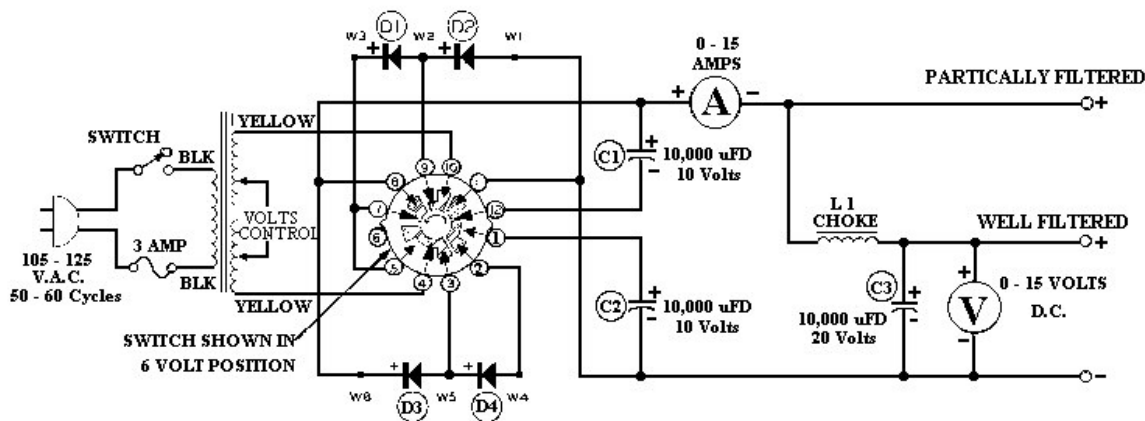 D1
D2
W3
W2
W1
+
+
0 - 15
AMPS
+
A
-
PARTICALLY FILTERED
+
YELLOW
SWITCH
BLK
VOLTS
CONTROL
3 AMP
BLK
105 - 125
V.A.C.
50 - 60 Cycles
YELLOW
SWITCH SHOWN IN
6 VOLT POSITION
9
10
8
7
12
6
1
5
2
4
3
C1
+
-
10,000 uFD
10 Volts
C2
+
-
10,000 uFD
10 Volts
L 1
CHOKE
WELL FILTERED
+
C3
+
-
10,000 uFD
20 Volts
+
V
-
0 - 15 VOLTS
D.C.
-
+
+
W6
W5
W4
D3
D4